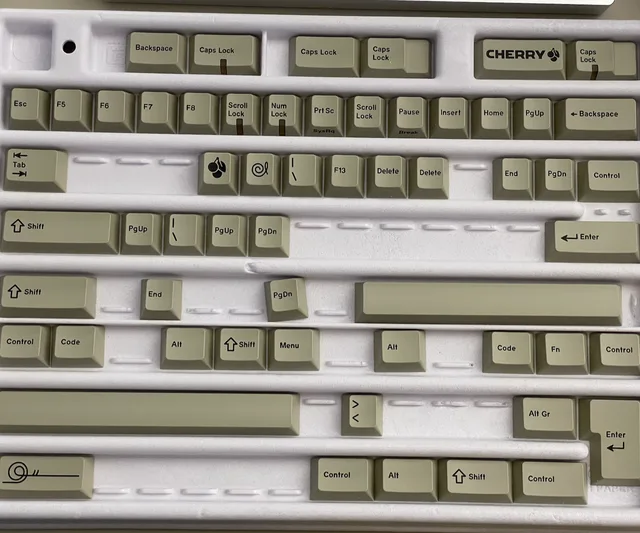 Backspace
Caps Lock
Caps Lock
Caps
Lock
CHERRY
Caps
Lock
Esc
F5
F6
F7
F8
Scroll
Lock
Num
Lock
Prt Sc
SysRq
Scroll
Lock
Pause
Break
Insert
Home
PgUp
← Backspace
Tab
|
\
F13
Delete
Delete
End
PgDn
Control
Shift
PgUp
|
\
PgUp
PgDn
Enter
Shift
End
PgDn
Control
Code
Alt
Shift
Menu
Alt
Code
Fn
Control
>
<
Alt Gr
Enter
Control
Alt
Shift
Control